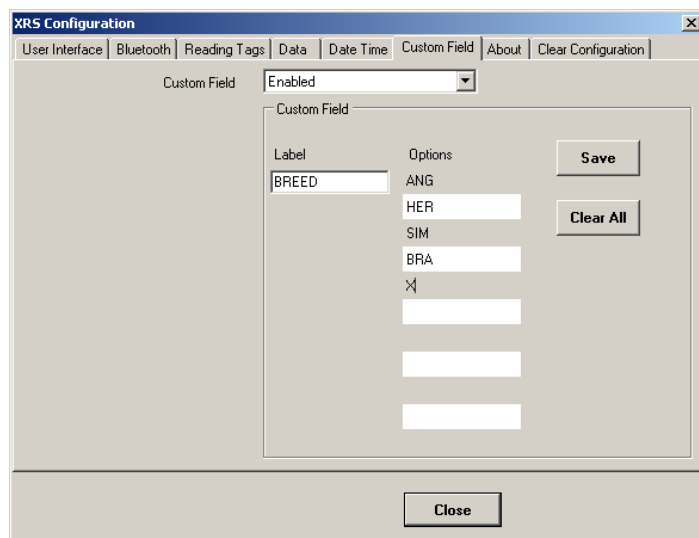 XRS Configuration
User Interface Bluetooth Reading Tags Data Date Time Custom Field About Clear Configuration
Custom Field Enabled
Custom Field
Label Options Save
BREED ANG
HER Clear All
SIM
BRA
X
Close